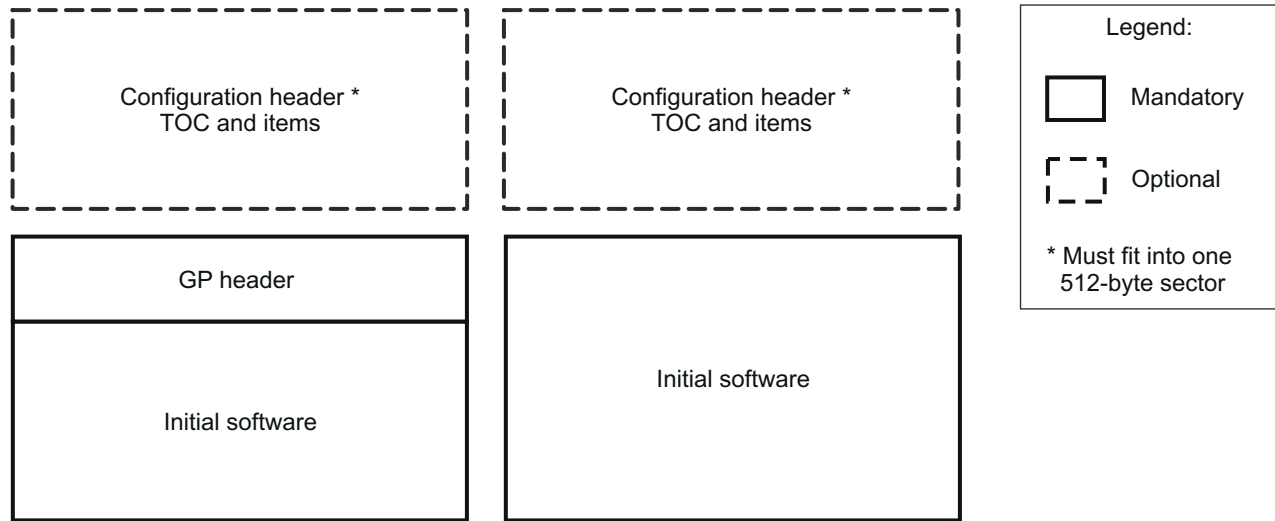 Configuration header *
TOC and items
Configuration header *
TOC and items
GP header
Initial software
Initial software
Legend:
Mandatory
Optional
* Must fit into one
512-byte sector